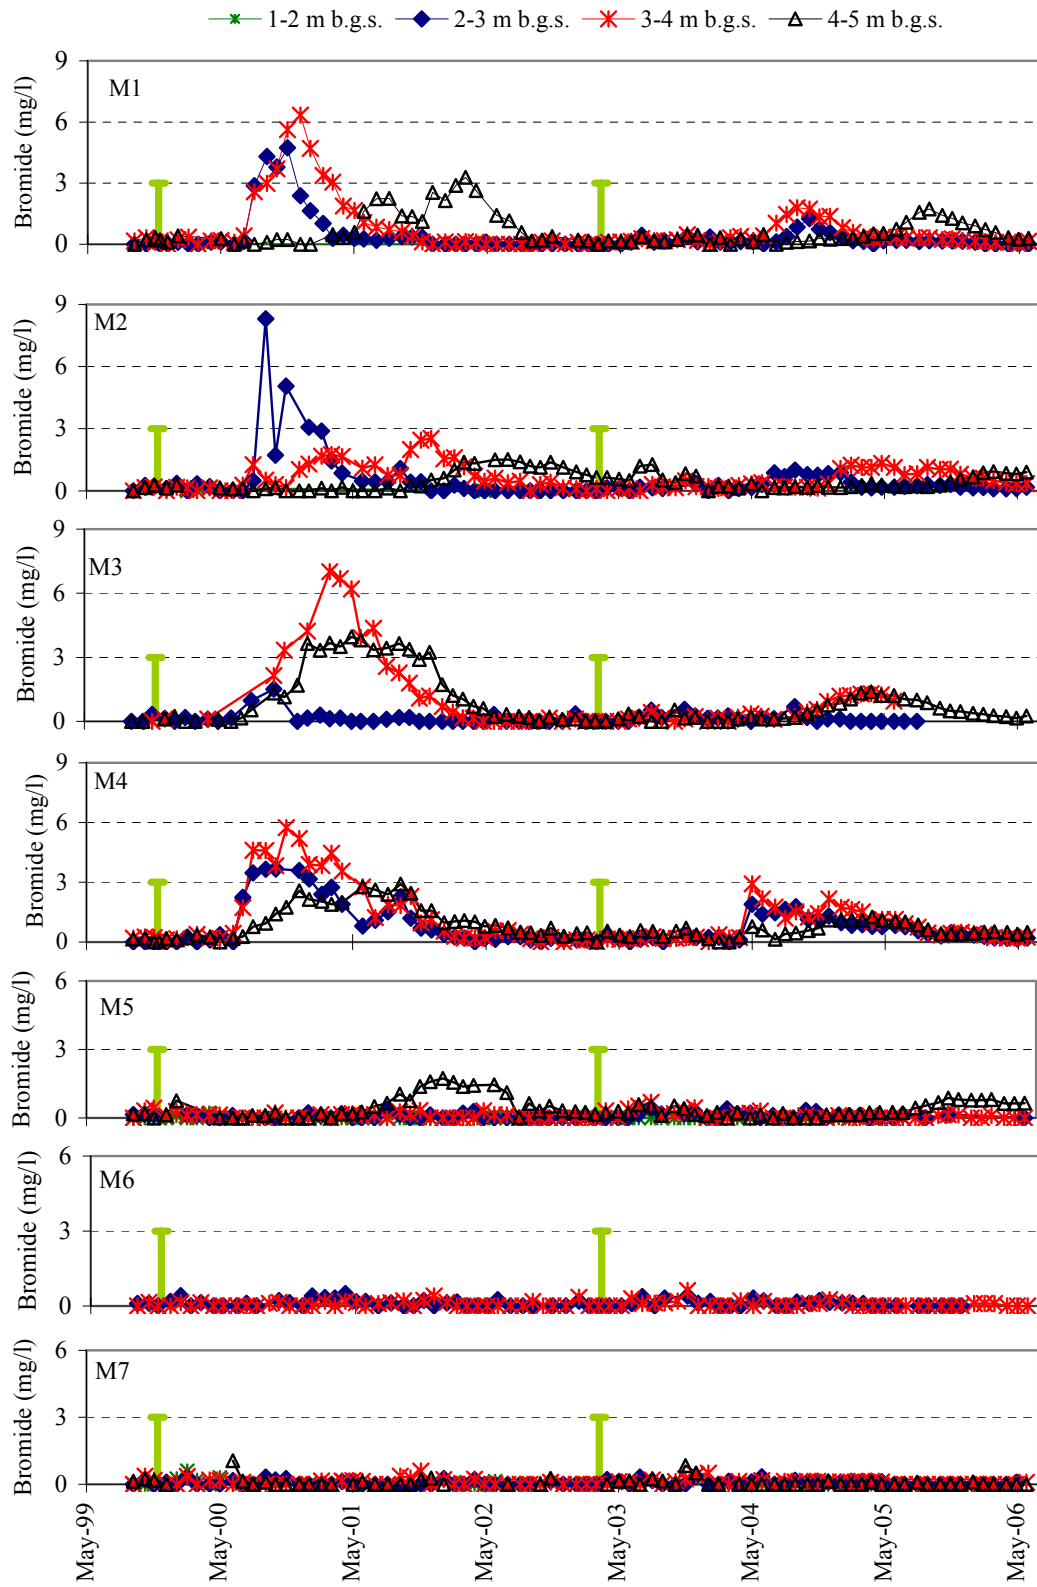 1-2 m b.g.s. 2-3 m b.g.s. 3-4 m b.g.s. 4-5 m b.g.s.
Bromide (mg/l)
M1
9
6
3
0
Bromide (mg/l)
M2
9
6
3
0
Bromide (mg/l)
M3
9
6
3
0
Bromide (mg/l)
M4
9
6
3
0
Bromide (mg/l)
M5
6
3
0
Bromide (mg/l)
M6
6
3
0
Bromide (mg/l)
M7
6
3
0
May-99 May-00 May-01 May-02 May-03 May-04 May-05 May-06